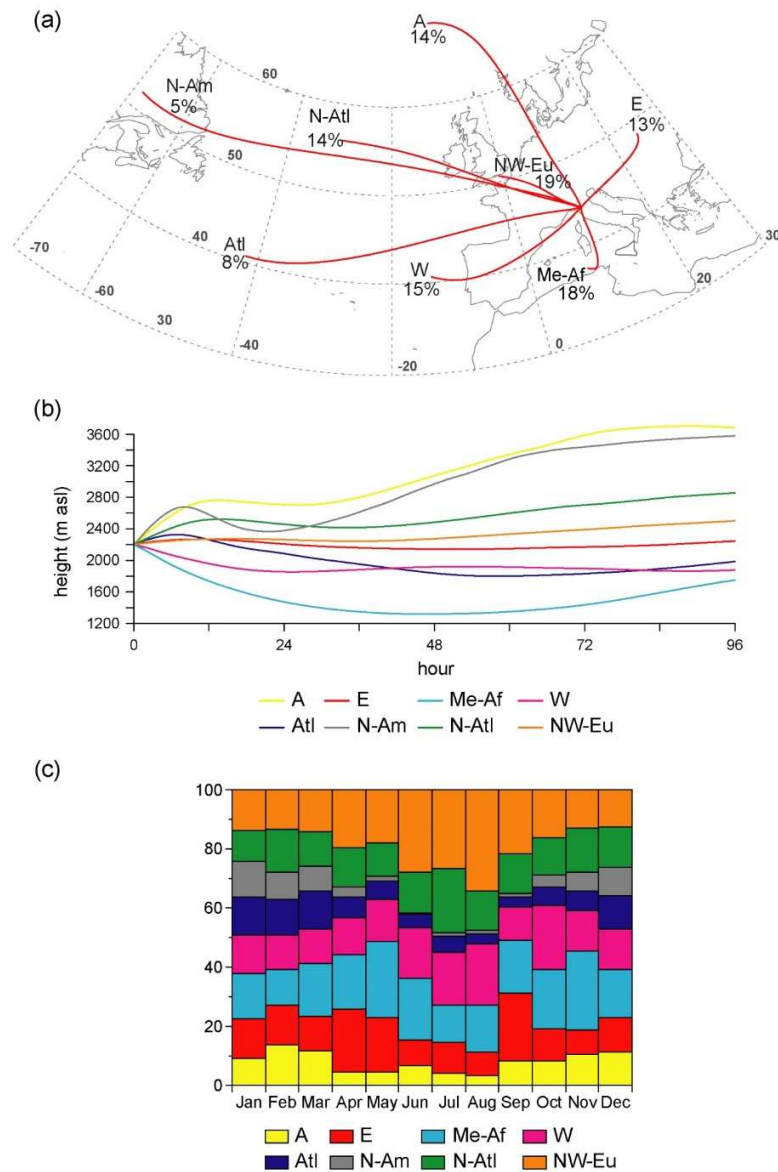 (a)
A
14%
60
N-Am
5%
E
13%
N-Atl
14%
50
NW-Eu
19%
40
Atl
8%
W
15%
Me-Af
18%
-70
30
20
-60
30
-40
0
-20
(b)
3600
3200
2800
2400
2000
1600
1200
height (m asl)
0 24 48 72 96
hour
A E Me-Af W
Atl N-Am N-Atl NW-Eu
(c)
100
80
60
40
20
0
Jan Feb Mar Apr May Jun Jul Aug Sep Oct Nov Dec
A E Me-Af W
Atl N-Am N-Atl NW-Eu